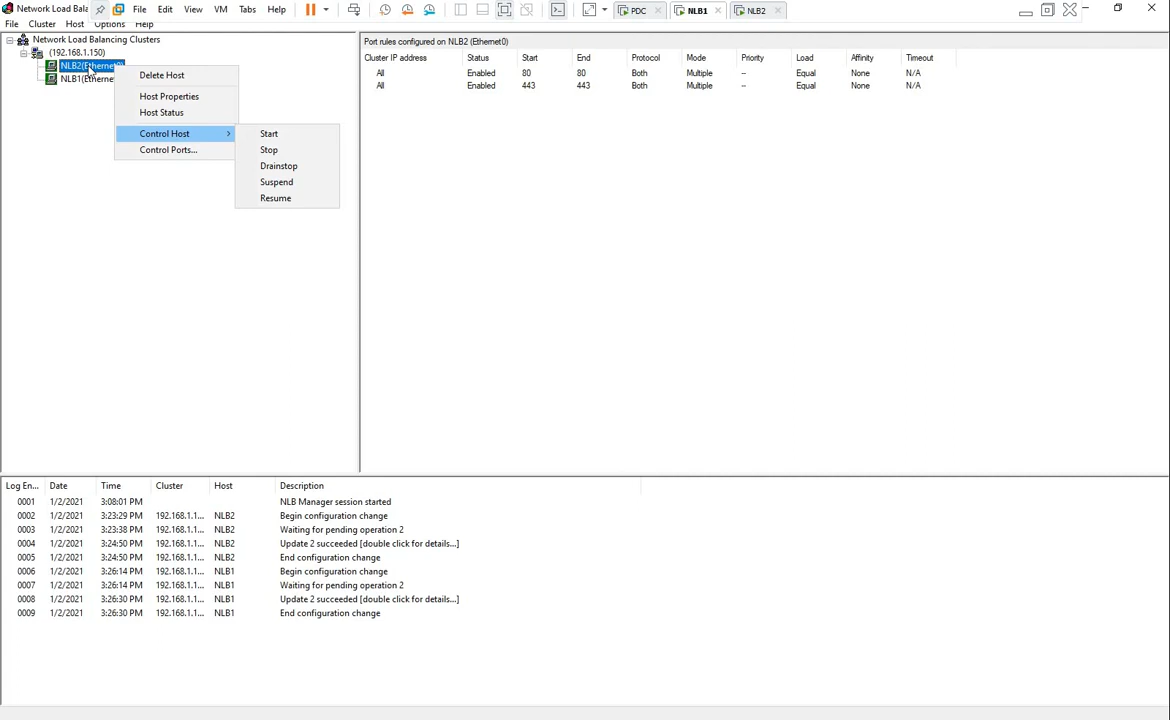 Network Load Bala File Edit View VM Tabs Help PDC NLB1 NLB2
File Cluster Host Options Help
Network Load Balancing Clusters
(192.168.1.150)
NLB2(Ethernet0)
NLB1(Etherne
Delete Host
Host Properties
Host Status
Control Host
Control Ports...
Start
Stop
Drainstop
Suspend
Resume
Port rules configured on NLB2 (Ethernet0)
Cluster IP address Status Start End Protocol Mode Priority Load Affinity Timeout
All Enabled 80 80 Both Multiple -- Equal None N/A
All Enabled 443 443 Both Multiple -- Equal None N/A
Log En... Date Time Cluster Host Description
0001 1/2/2021 3:08:01 PM NLB Manager session started
0002 1/2/2021 3:23:29 PM 192.168.1.1... NLB2 Begin configuration change
0003 1/2/2021 3:23:38 PM 192.168.1.1... NLB2 Waiting for pending operation 2
0004 1/2/2021 3:24:50 PM 192.168.1.1... NLB2 Update 2 succeeded [double click for details...]
0005 1/2/2021 3:24:50 PM 192.168.1.1... NLB2 End configuration change
0006 1/2/2021 3:26:14 PM 192.168.1.1... NLB1 Begin configuration change
0007 1/2/2021 3:26:14 PM 192.168.1.1... NLB1 Waiting for pending operation 2
0008 1/2/2021 3:26:30 PM 192.168.1.1... NLB1 Update 2 succeeded [double click for details...]
0009 1/2/2021 3:26:30 PM 192.168.1.1... NLB1 End configuration change